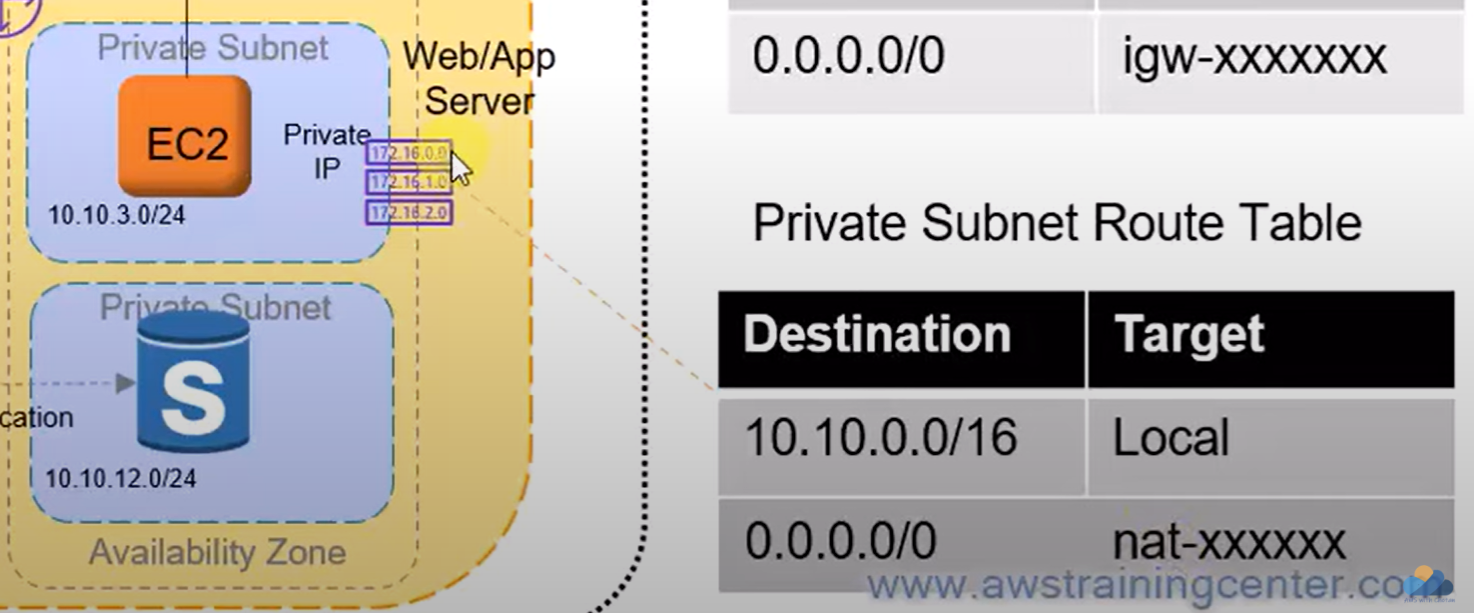 Private Subnet
EC2
Private
IP
10.10.3.0/24
Web/App
Server
172.16.0.0
172.16.1.0
172.16.2.0
Private Subnet
S
cation
10.10.12.0/24
Availability Zone
0.0.0.0/0 igw-xxxxxxx
Private Subnet Route Table
Destination Target
10.10.0.0/16 Local
0.0.0.0/0 nat-xxxxxx
www.awstrainingcenter.com